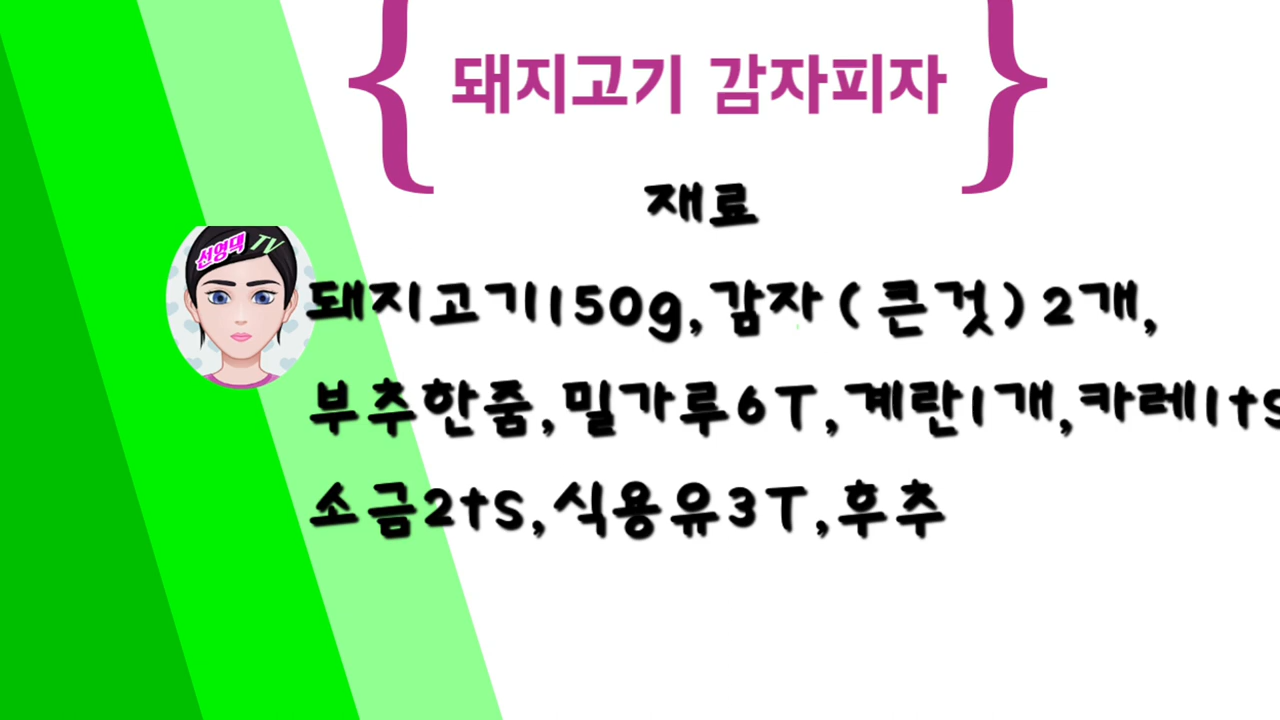 돼지고기 감자피자
재료
선영댁 TV
돼지고기150g,감자(큰것)2개,
부추한줌,밀가루6T,계란1개,카레1ts
소금2ts,식용유3T,후추